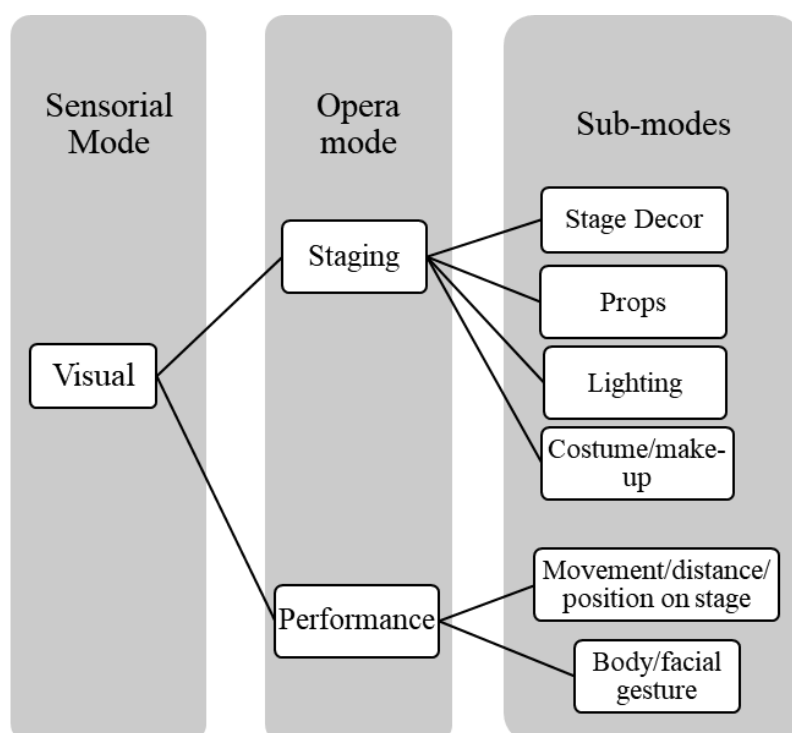 Sensorial
Mode
Opera
mode
Sub-modes
Visual
Staging
Performance
Stage Decor
Props
Lighting
Costume/make-
up
Movement/distance/
position on stage
Body/facial
gesture